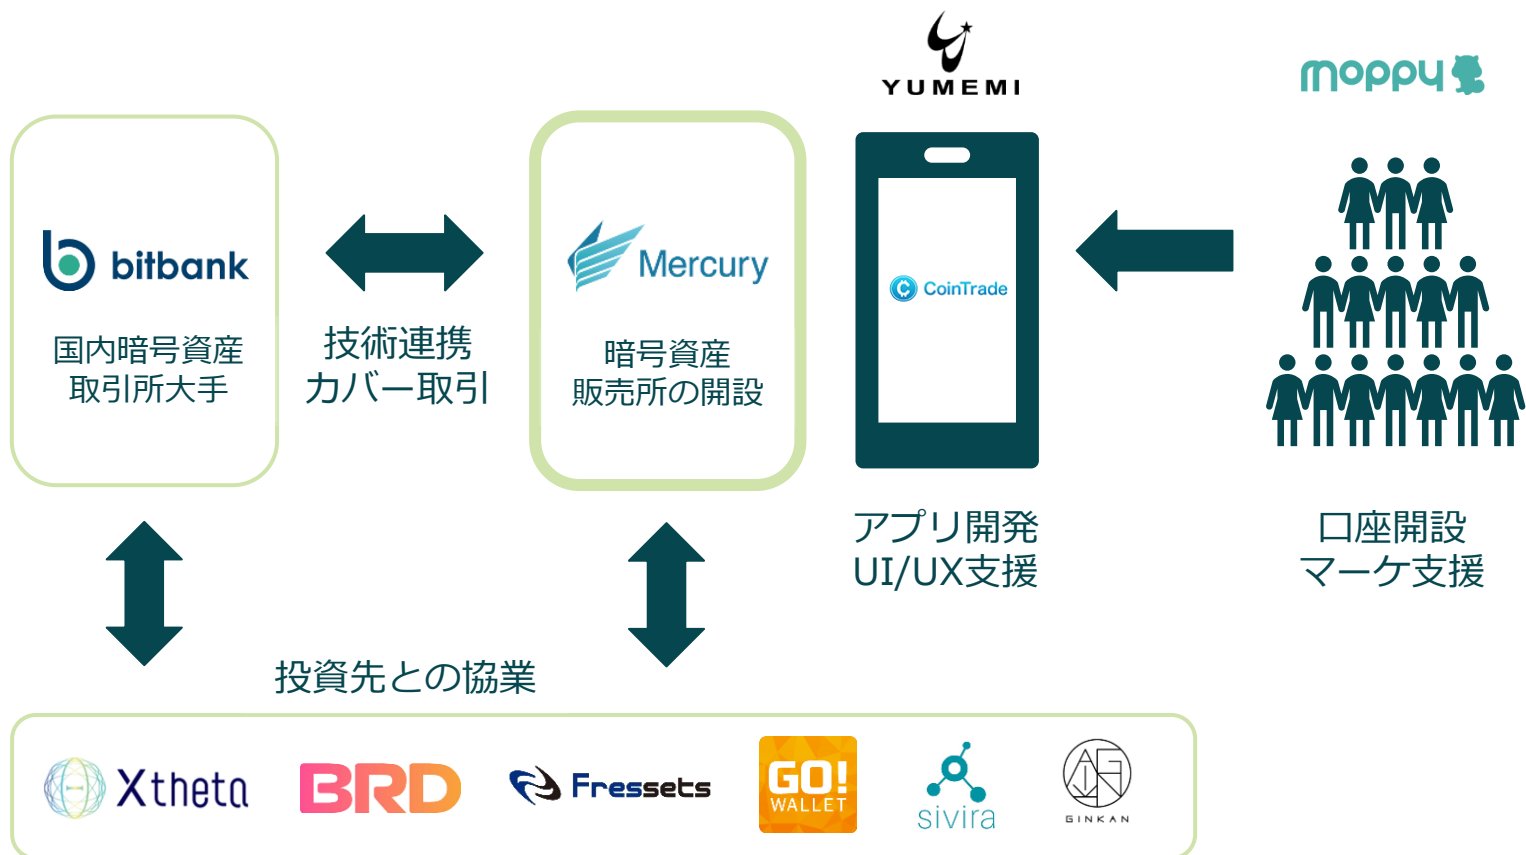 YUMEMI
moppy
bitbank
国内暗号資産
取引所大手
技術連携
カバー取引
Mercury
暗号資産
販売所の開設
CoinTrade
アプリ開発
UI/UX支援
口座開設
マーケ支援
投資先との協業
Xtheta
BRD
Fressets
GO!
WALLET
sivira
GINKAN